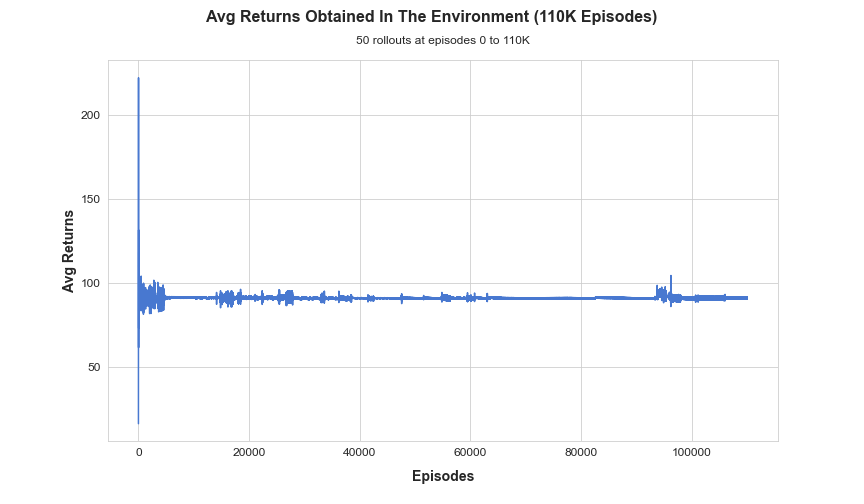 Avg Returns Obtained In The Environment (110K Episodes)
50 rollouts at episodes 0 to 110K
200
150
100
50
Avg Returns
0 20000 40000 60000 80000 100000
Episodes